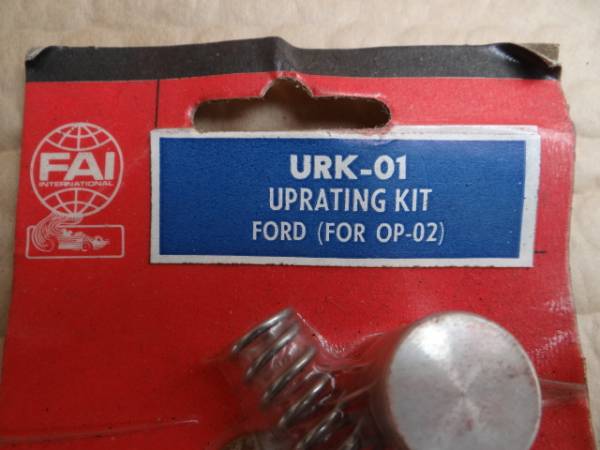 FAI
INTERNATIONAL
URK-01
UPRATING KIT
FORD (FOR OP-02)